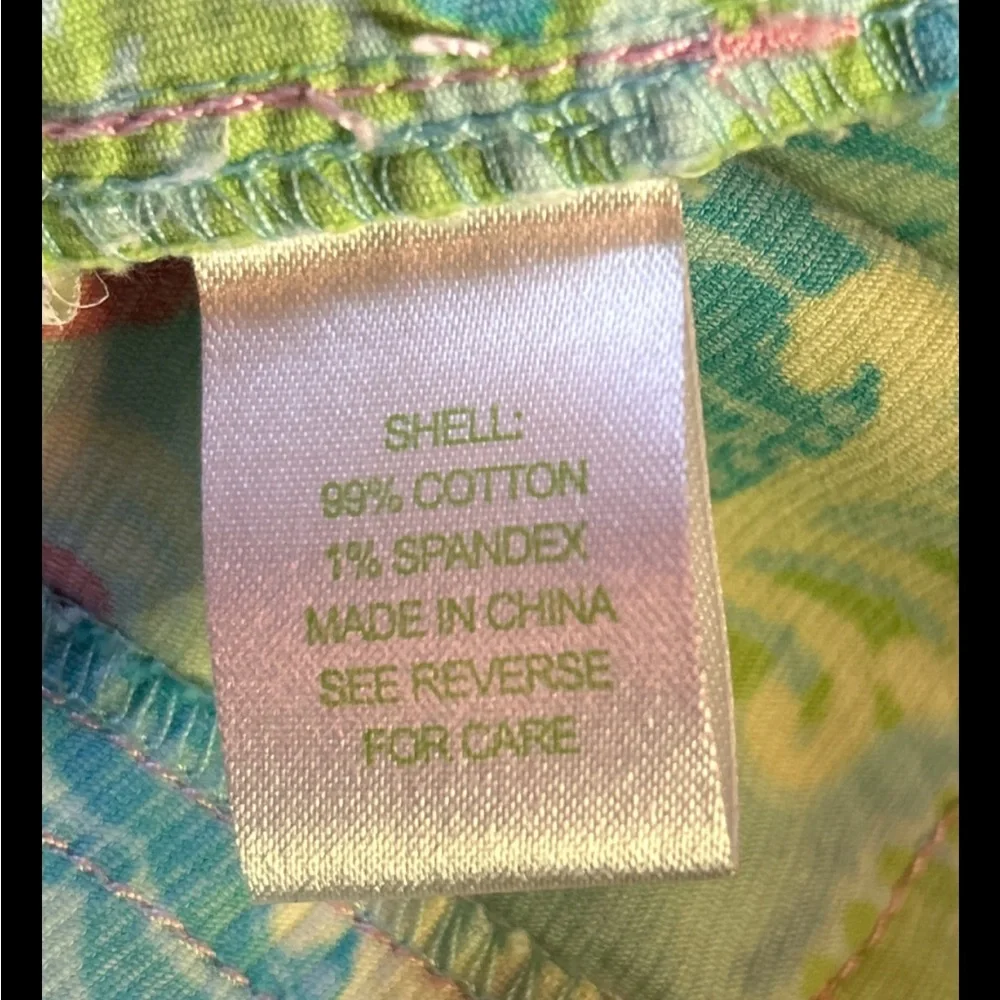 SHELL:
99% COTTON
1% SPANDEX
MADE IN CHINA
SEE REVERSE
FOR CARE